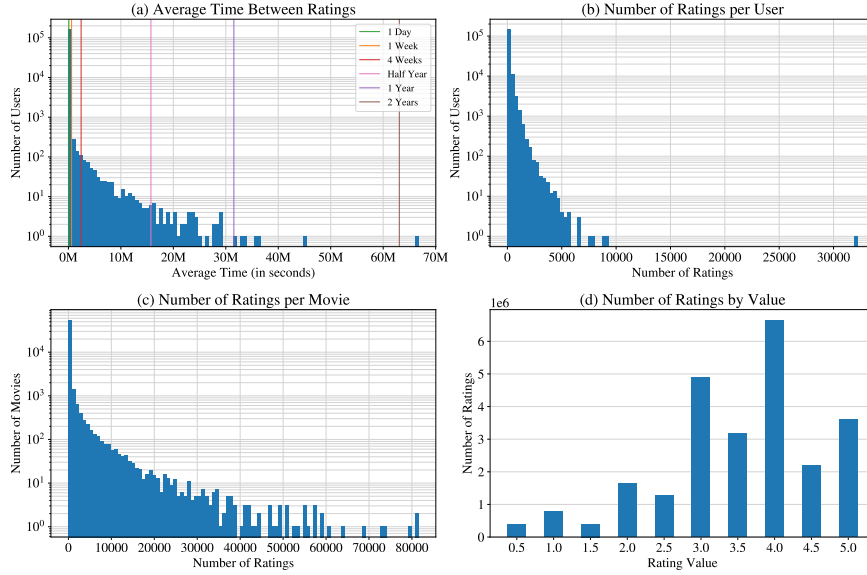 (a) Average Time Between Ratings
Number of Users
10^5
10^4
10^3
10^2
10^1
10^0
0M 10M 20M 30M 40M 50M 60M 70M
Average Time (in seconds)
1 Day
1 Week
4 Weeks
Half Year
1 Year
2 Years
(b) Number of Ratings per User
Number of Users
10^5
10^4
10^3
10^2
10^1
10^0
0 5000 10000 15000 20000 25000 30000
Number of Ratings
(c) Number of Ratings per Movie
Number of Movies
10^4
10^3
10^2
10^1
10^0
0 10000 20000 30000 40000 50000 60000 70000 80000
Number of Ratings
(d) Number of Ratings by Value
1e6
Number of Ratings
6
5
4
3
2
1
0
0.5 1.0 1.5 2.0 2.5 3.0 3.5 4.0 4.5 5.0
Rating Value